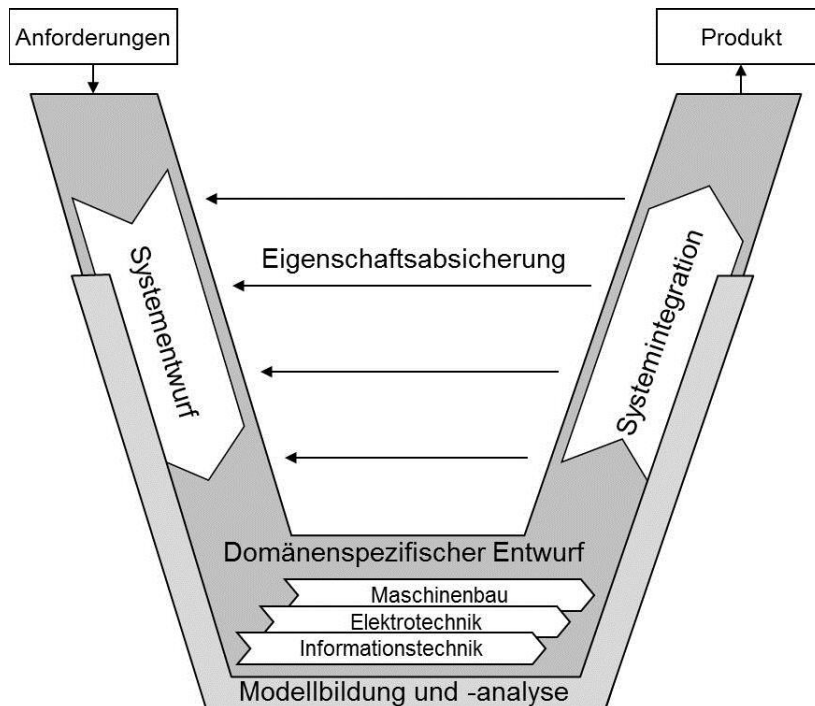 Anforderungen
Produkt
Eigenschaftsabsicherung
Systementwurf
Systemintegration
Domänenspezifischer Entwurf
Maschinenbau
Elektrotechnik
Informationstechnik
Modellbildung und -analyse